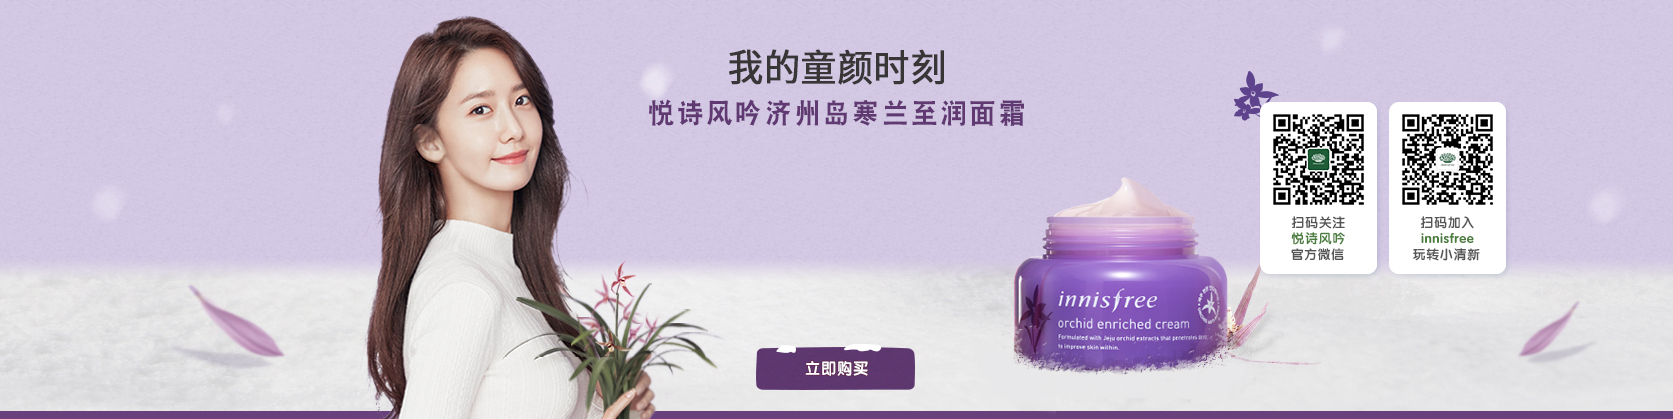 我的童颜时刻
悦诗风吟济州岛寒兰至润面霜
扫码关注
悦诗风吟
官方微信
扫码加入
innisfree
玩转小清新
innisfree
orchid enriched cream
Formulated with Jeju orchid extracts that penetrates
to improve skin within.
立即购买